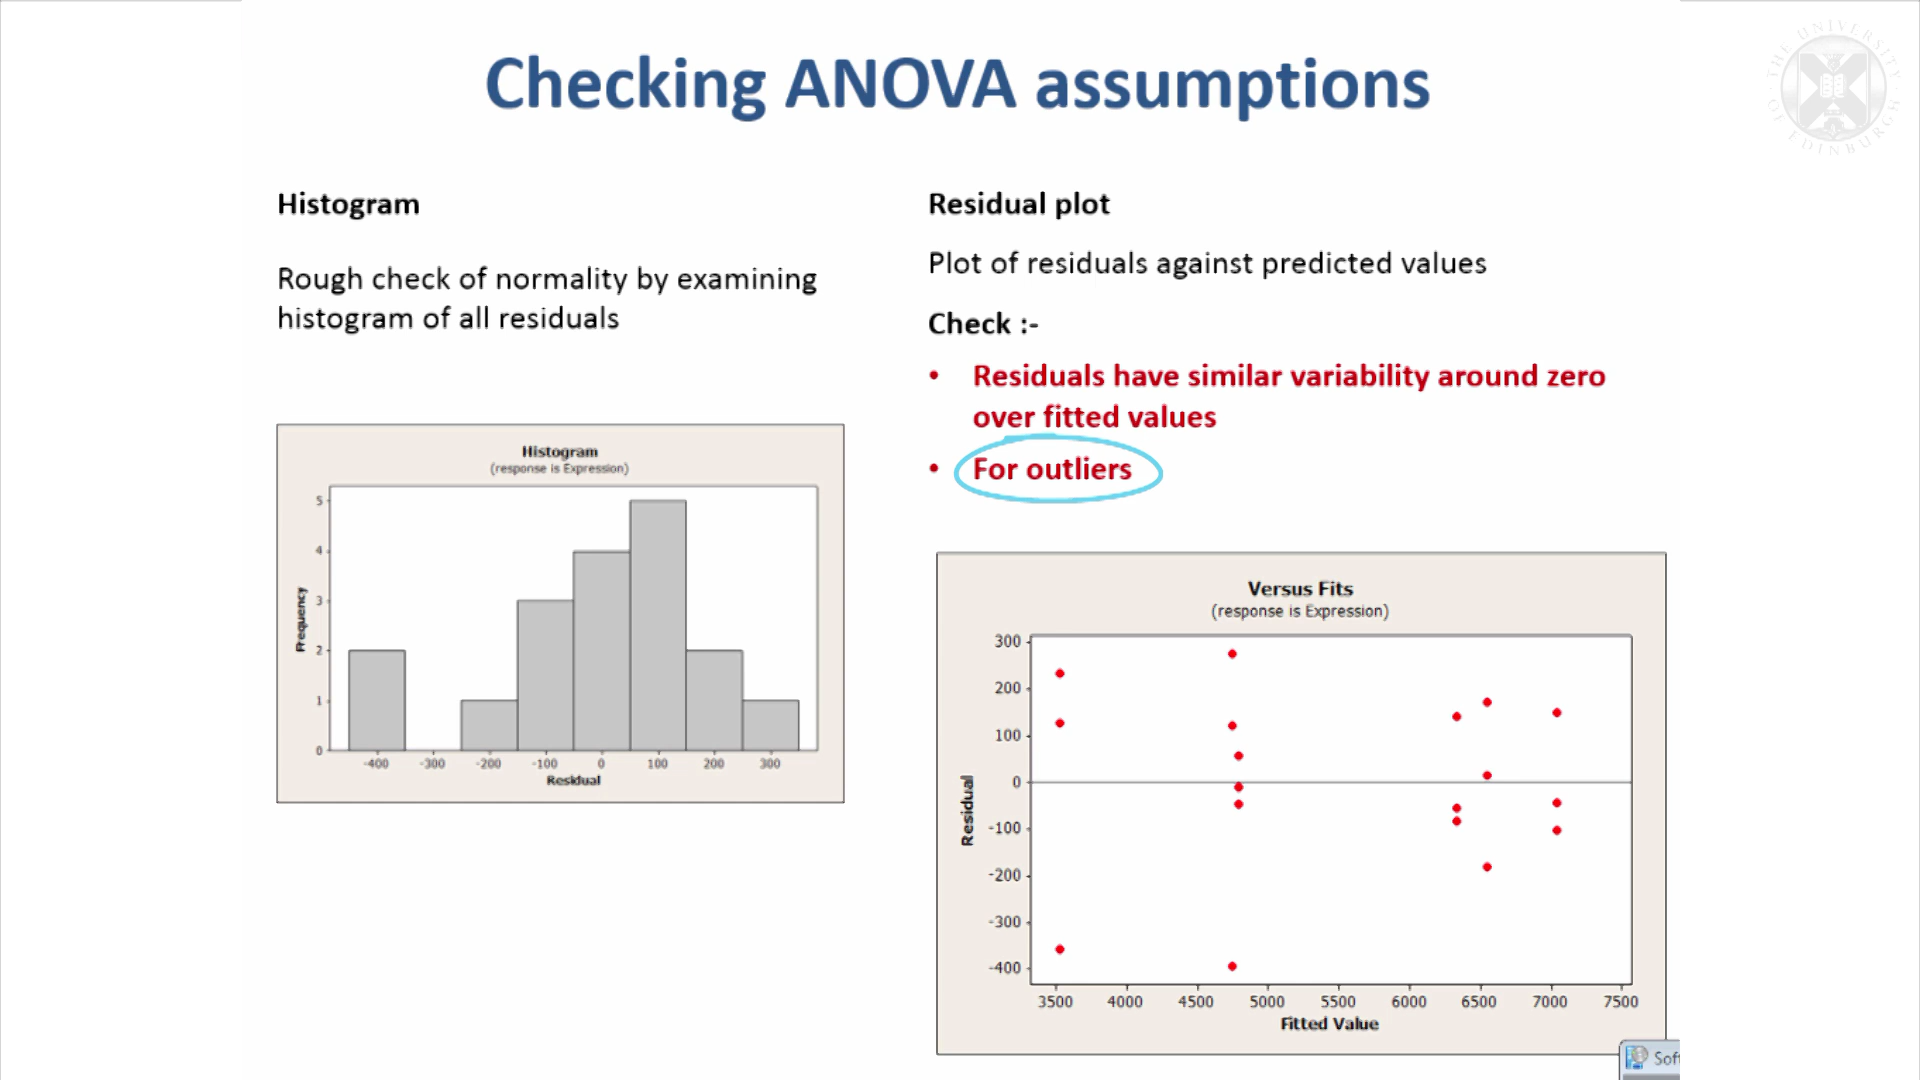 Checking ANOVA assumptions
THE UNIVERSITY OF EDINBURGH
Histogram
Rough check of normality by examining
histogram of all residuals
Histogram
(response is Expression)
Frequency
5
4
3
2
1
0
-400 -300 -200 -100 0 100 200 300
Residual
Residual plot
Plot of residuals against predicted values
Check :-
• Residuals have similar variability around zero
over fitted values
• For outliers
Versus Fits
(response is Expression)
Residual
300
200
100
0
-100
-200
-300
-400
3500 4000 4500 5000 5500 6000 6500 7000 7500
Fitted Value